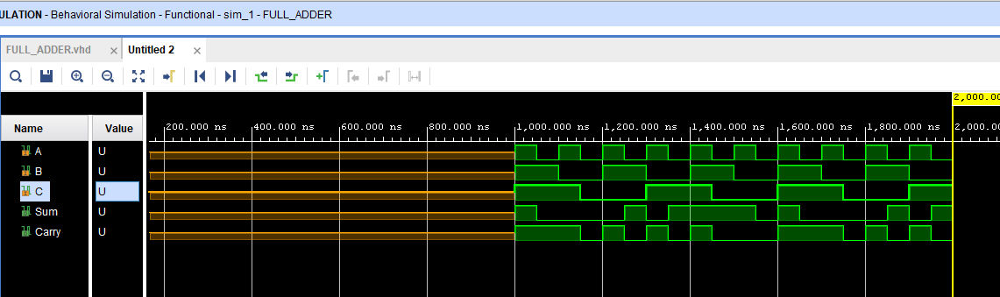 ULATION - Behavioral Simulation - Functional - sim_1 - FULL_ADDER
FULL_ADDER.vhd × Untitled 2 ×
2,000.00
Name Value
200.000 ns 400.000 ns 600.000 ns 800.000 ns 1,000.000 ns 1,200.000 ns 1,400.000 ns 1,600.000 ns 1,800.000 ns 2,000.00
A U
B U
C U
Sum U
Carry U